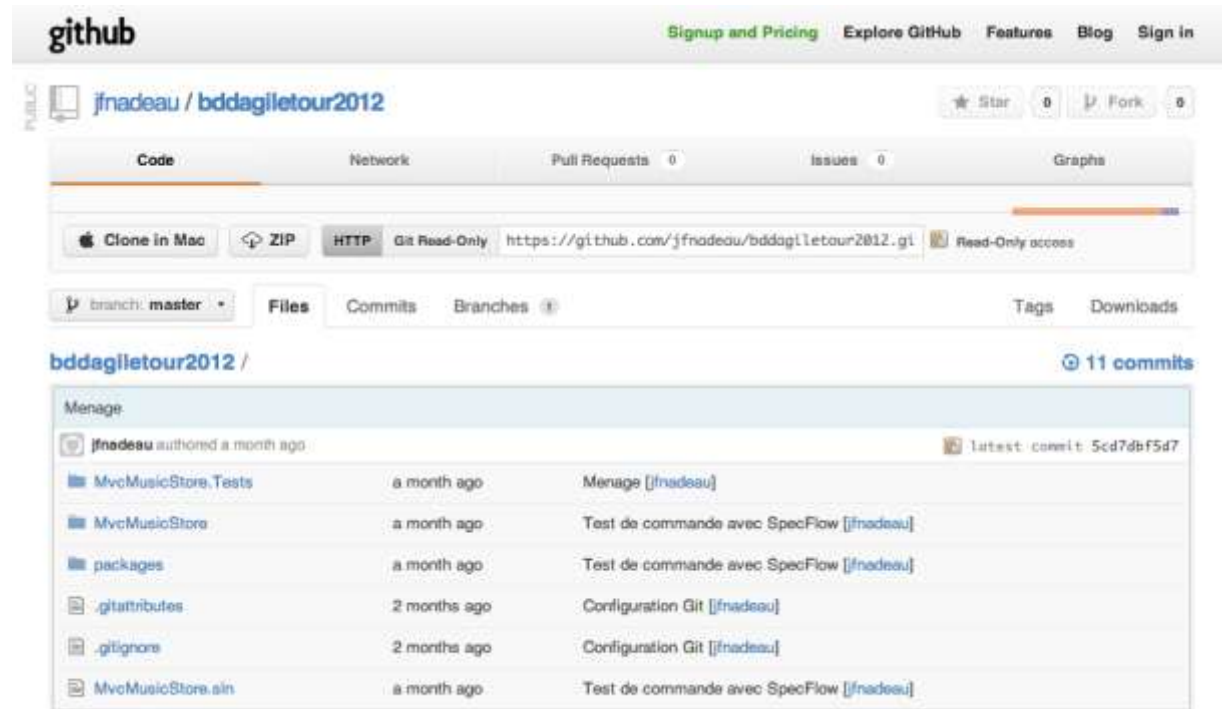 github
Signup and Pricing Explore GitHub Features Blog Sign in
PUBLIC
jfnadeau / bddagiletour2012
Star 0 Fork 0
Code Network Pull Requests 0 Issues 0 Graphs
Clone in Mac ZIP HTTP Git Read-Only https://github.com/jfnadeau/bddagiletour2012.gi Read-Only access
branch: master Files Commits Branches 1 Tags Downloads
bddagiletour2012 / 11 commits
Menage
jfnadeau authored a month ago latest commit 5cd7dbf5d7
MvcMusicStore.Tests a month ago Menage [jfnadeau]
MvcMusicStore a month ago Test de commande avec SpecFlow [jfnadeau]
packages a month ago Test de commande avec SpecFlow [jfnadeau]
.gitattributes 2 months ago Configuration Git [jfnadeau]
.gitignore 2 months ago Configuration Git [jfnadeau]
MvcMusicStore.sln a month ago Test de commande avec SpecFlow [jfnadeau]